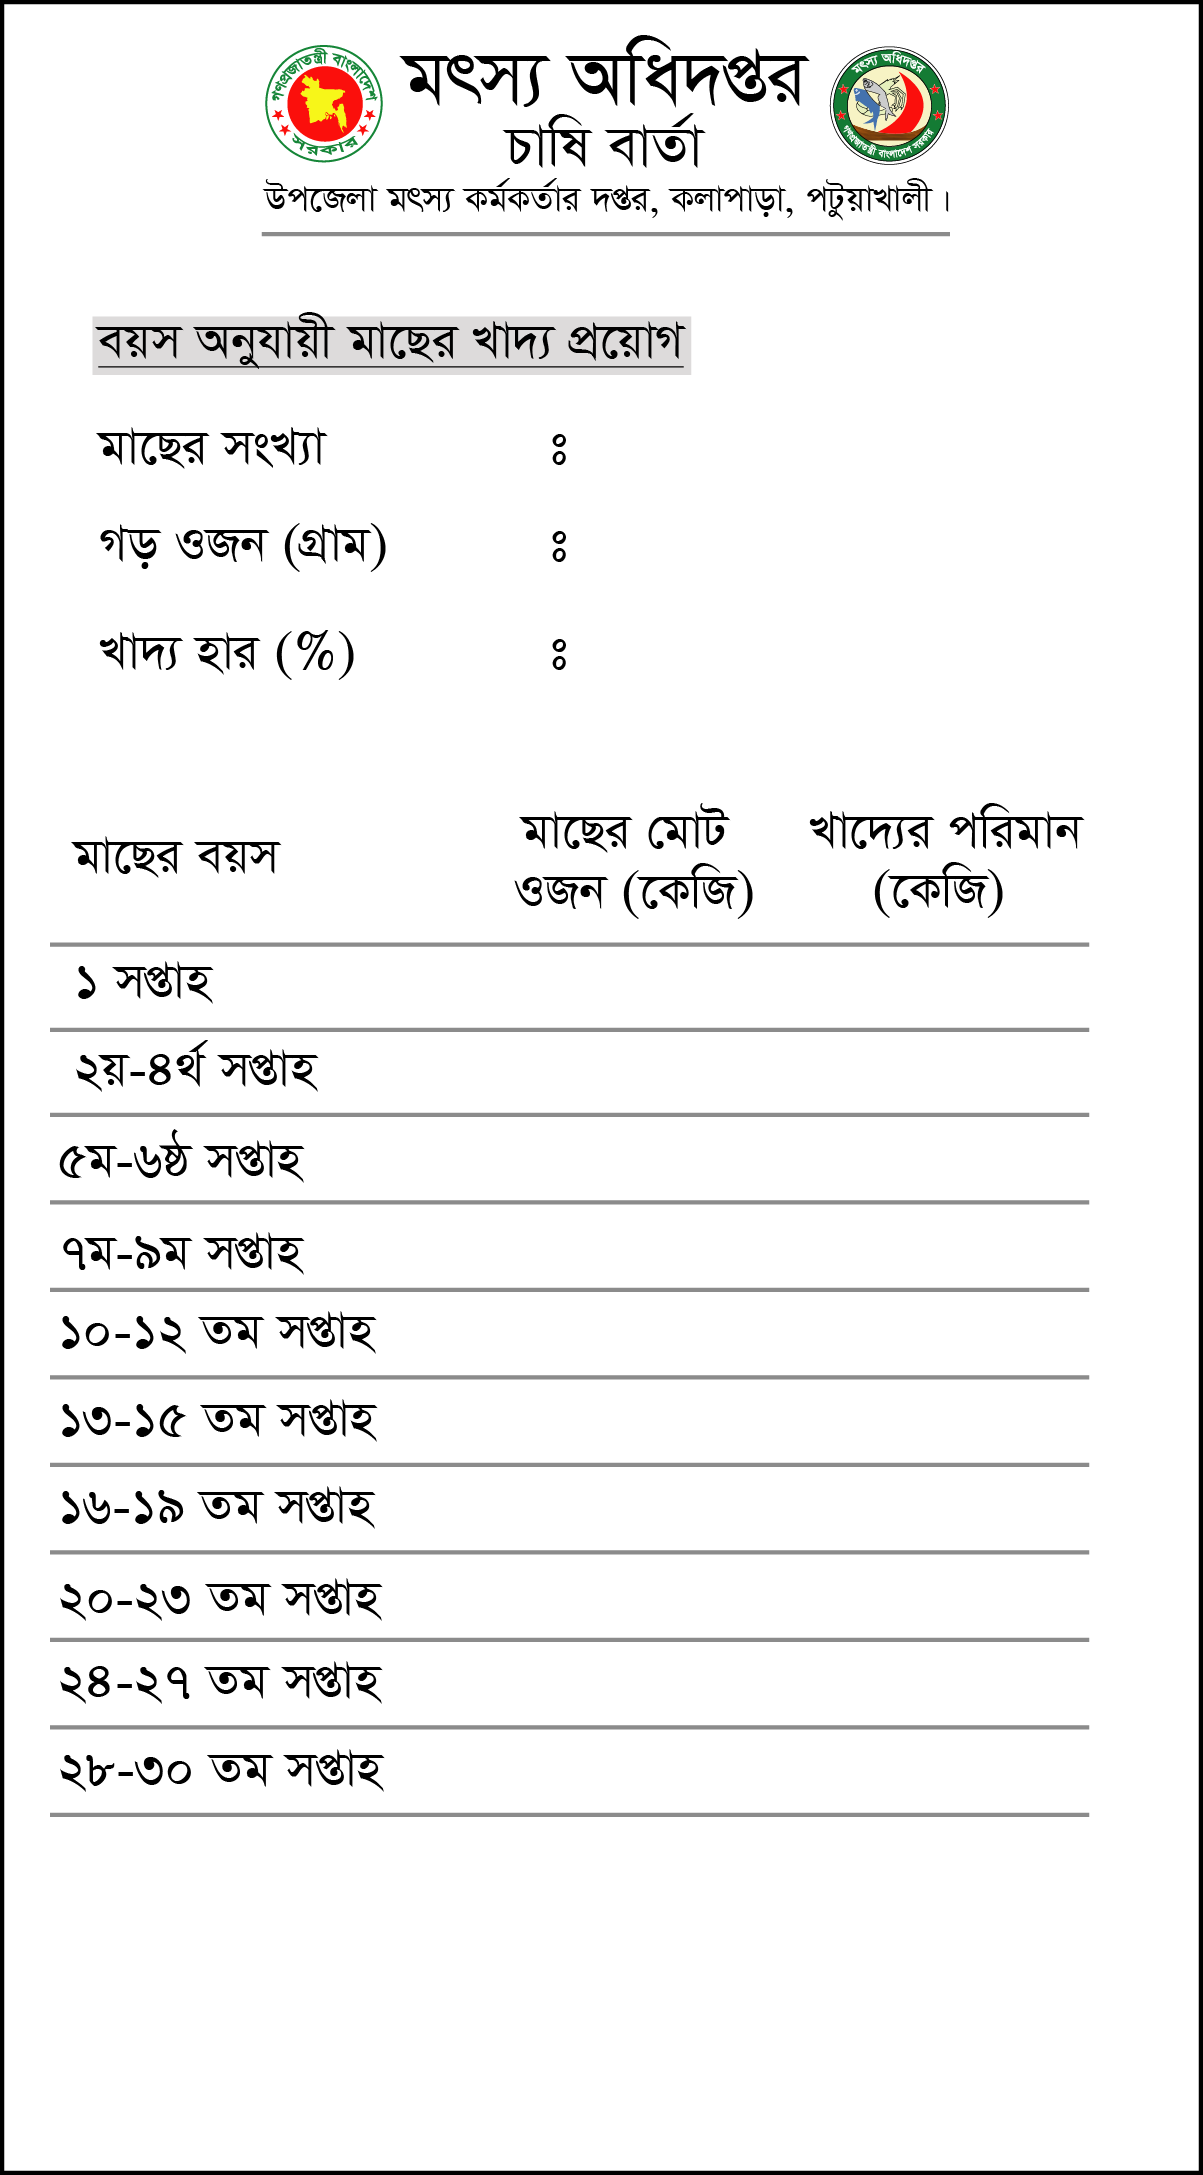 গণপ্রজাতন্ত্রী বাংলাদেশ
সরকার
মৎস্য অধিদপ্তর
চাষি বার্তা
মৎস্য অধিদপ্তর
গণপ্রজাতন্ত্রী বাংলাদেশ সরকার
উপজেলা মৎস্য কর্মকর্তার দপ্তর, কলাপাড়া, পটুয়াখালী।
বয়স অনুযায়ী মাছের খাদ্য প্রয়োগ
মাছের সংখ্যা ঃ
গড় ওজন (গ্রাম) ঃ
খাদ্য হার (%) ঃ
মাছের বয়স
মাছের মোট
ওজন (কেজি)
খাদ্যের পরিমান
(কেজি)
১ সপ্তাহ
২য়-৪র্থ সপ্তাহ
৫ম-৬ষ্ঠ সপ্তাহ
৭ম-৯ম সপ্তাহ
১০-১২ তম সপ্তাহ
১৩-১৫ তম সপ্তাহ
১৬-১৯ তম সপ্তাহ
২০-২৩ তম সপ্তাহ
২৪-২৭ তম সপ্তাহ
২৮-৩০ তম সপ্তাহ